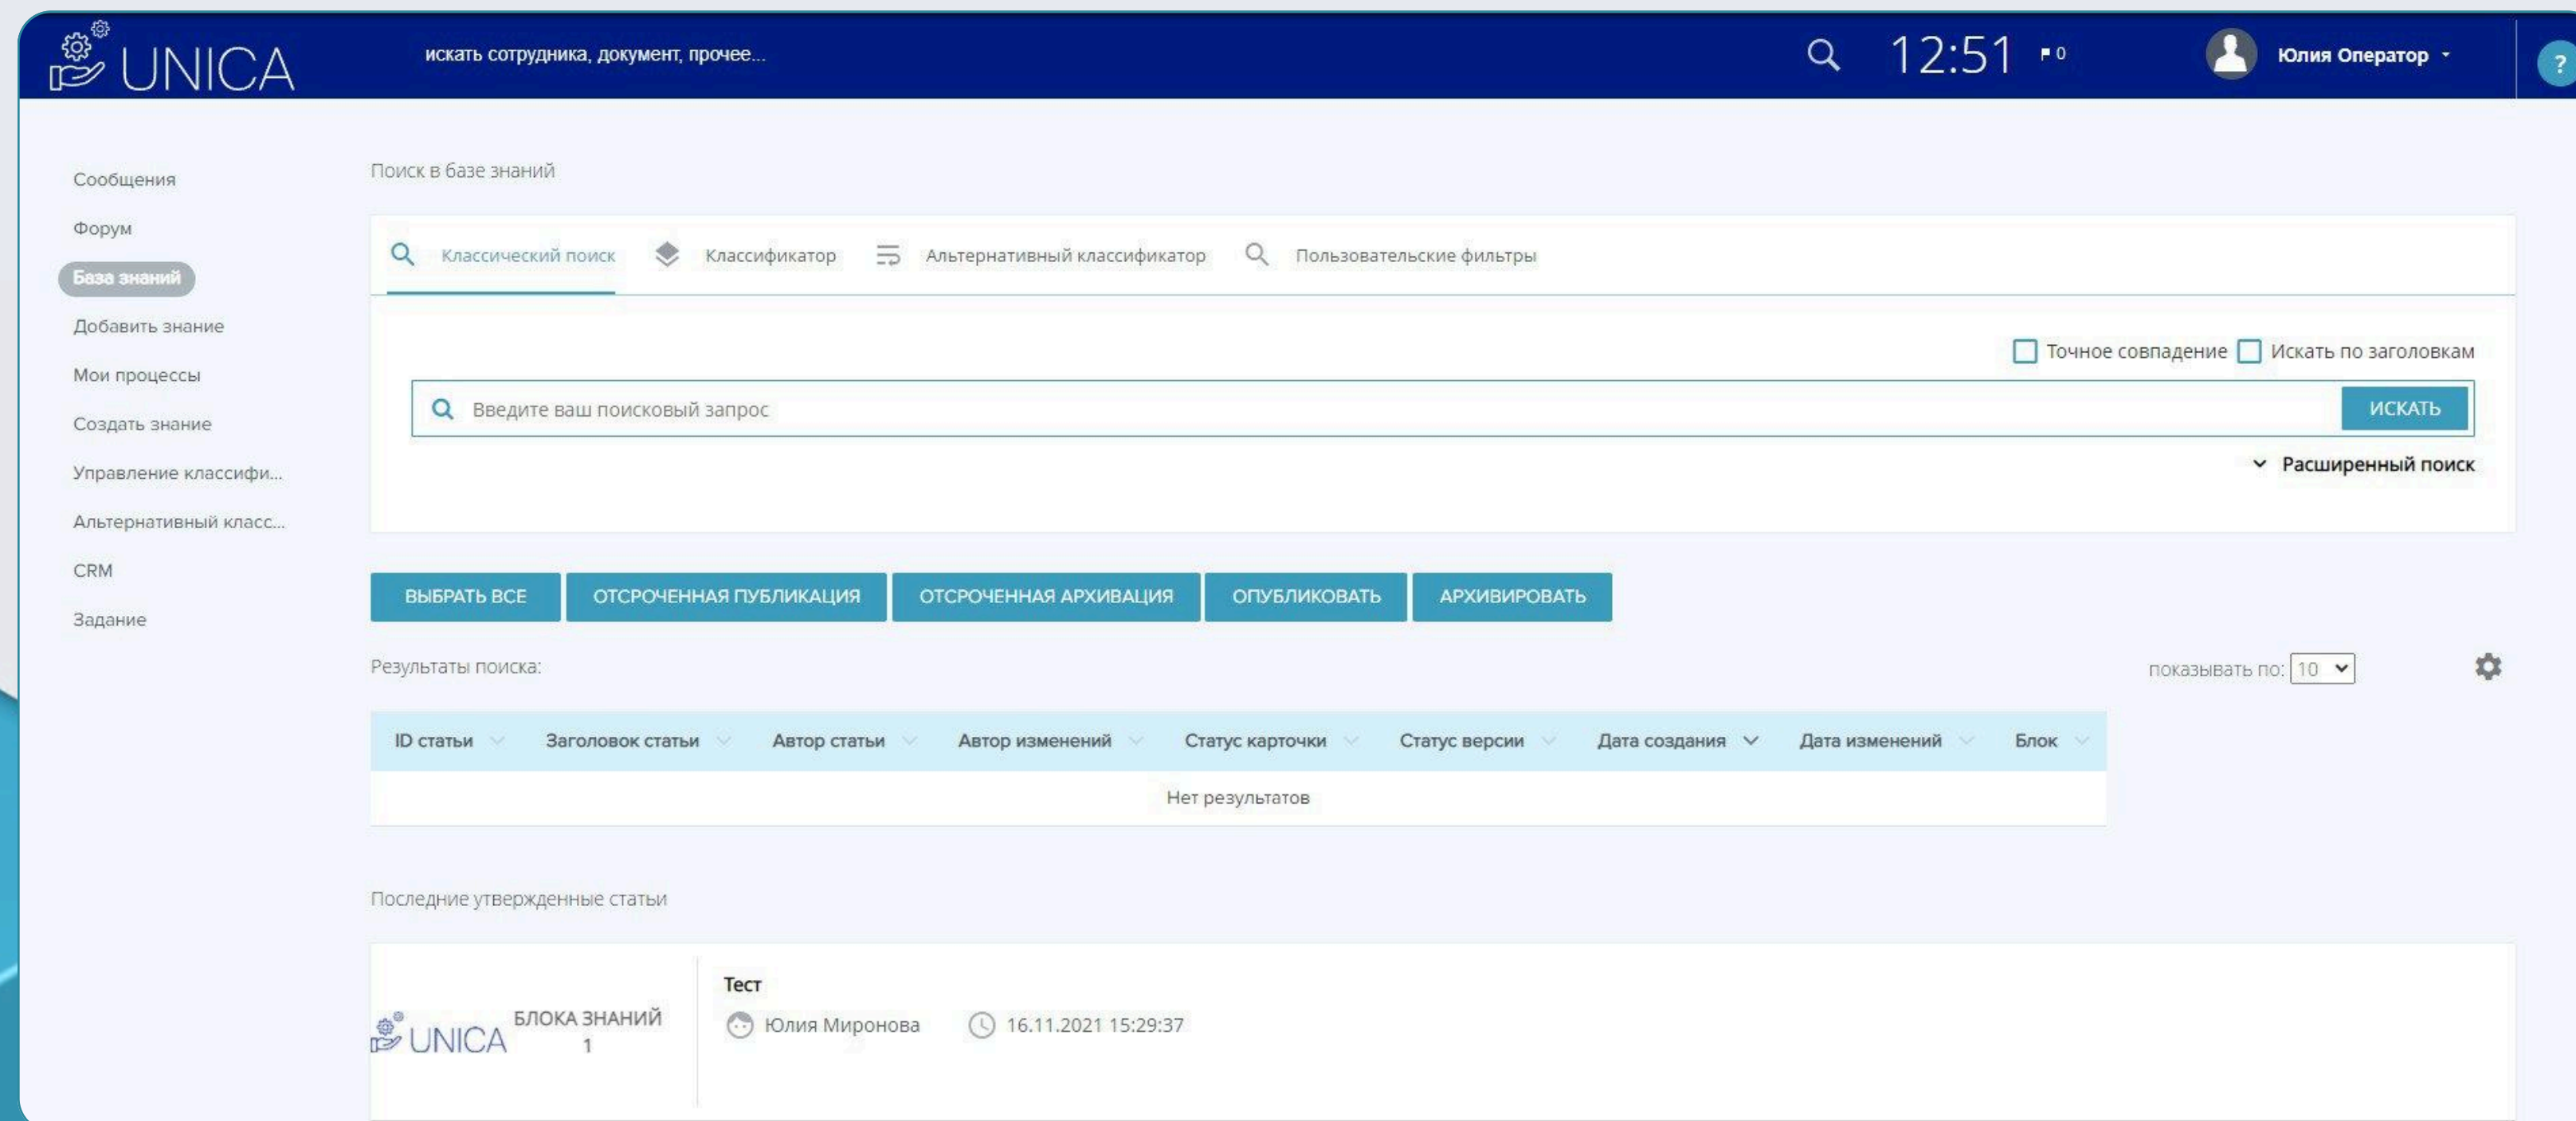 UNICA
искать сотрудника, документ, прочее...
12:51
0
Юлия Оператор
?
Сообщения
Форум
База знаний
Добавить знание
Мои процессы
Создать знание
Управление классифи...
Альтернативный класс...
CRM
Задание
Поиск в базе знаний
Классический поиск Классификатор Альтернативный классификатор Пользовательские фильтры
Точное совпадение Искать по заголовкам
Введите ваш поисковый запрос ИСКАТЬ
Расширенный поиск
ВЫБРАТЬ ВСЕ ОТСРОЧЕННАЯ ПУБЛИКАЦИЯ ОТСРОЧЕННАЯ АРХИВАЦИЯ ОПУБЛИКОВАТЬ АРХИВИРОВАТЬ
Результаты поиска: показывать по: 10
ID статьи Заголовок статьи Автор статьи Автор изменений Статус карточки Статус версии Дата создания Дата изменений Блок
Нет результатов
Последние утвержденные статьи
UNICA
БЛОКА ЗНАНИЙ
1
Тест
Юлия Миронова 16.11.2021 15:29:37